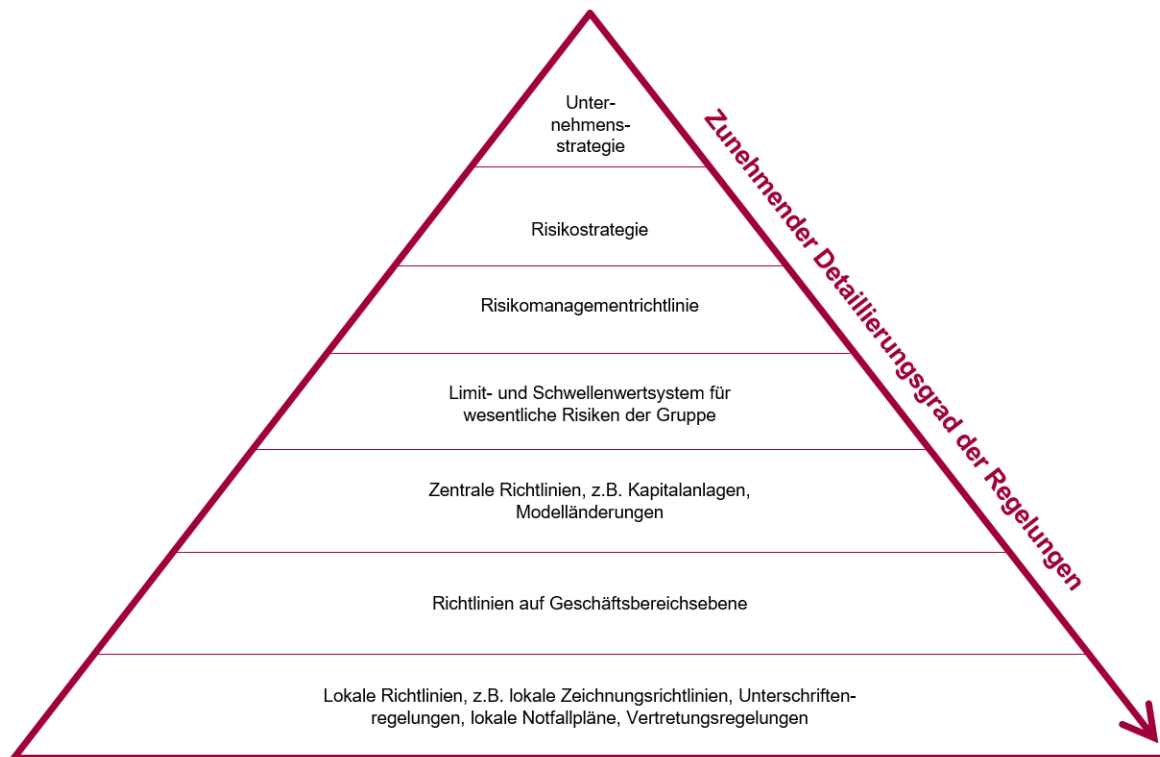 Unter-
nehmens-
strategie
Zunehmender Detaillierungsgrad der Regelungen
Risikostrategie
Risikomanagementrichtlinie
Limit- und Schwellenwertsystem für
wesentliche Risiken der Gruppe
Zentrale Richtlinien, z.B. Kapitalanlagen,
Modelländerungen
Richtlinien auf Geschäftsbereichsebene
Lokale Richtlinien, z.B. lokale Zeichnungsrichtlinien, Unterschriften-
regelungen, lokale Notfallpläne, Vertretungsregelungen